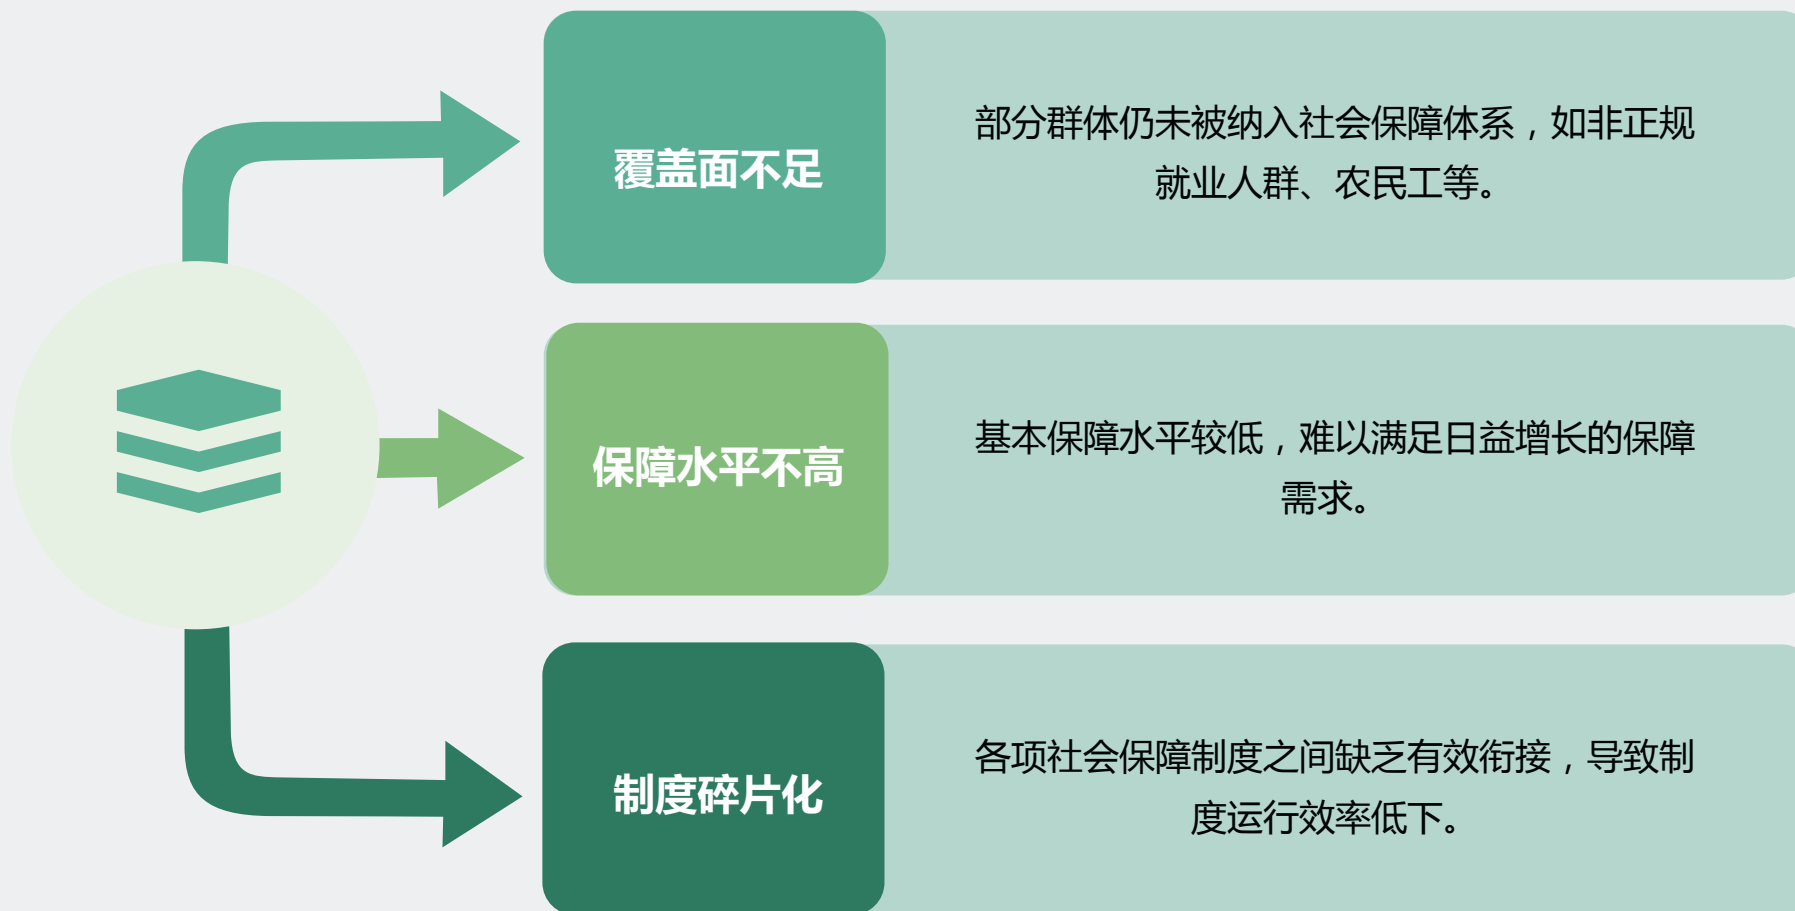 覆盖面不足
部分群体仍未被纳入社会保障体系，如非正规
就业人群、农民工等。
保障水平不高
基本保障水平较低，难以满足日益增长的保障
需求。
制度碎片化
各项社会保障制度之间缺乏有效衔接，导致制
度运行效率低下。